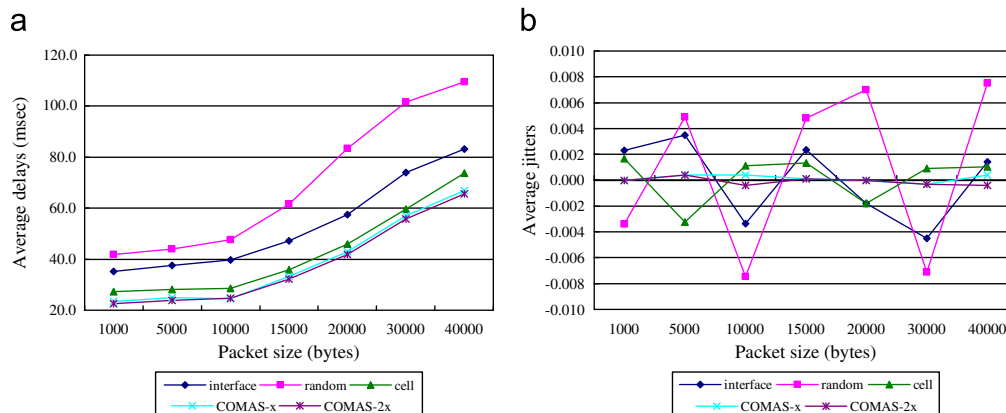 a
Average delays (msec)
120.0
100.0
80.0
60.0
40.0
20.0
1000 5000 10000 15000 20000 30000 40000
Packet size (bytes)
interface random cell
COMAS-x COMAS-2x
b
Average jitters
0.010
0.008
0.006
0.004
0.002
0.000
-0.002
-0.004
-0.006
-0.008
-0.010
1000 5000 10000 15000 20000 30000 40000
Packet size (bytes)
interface random cell
COMAS-x COMAS-2x